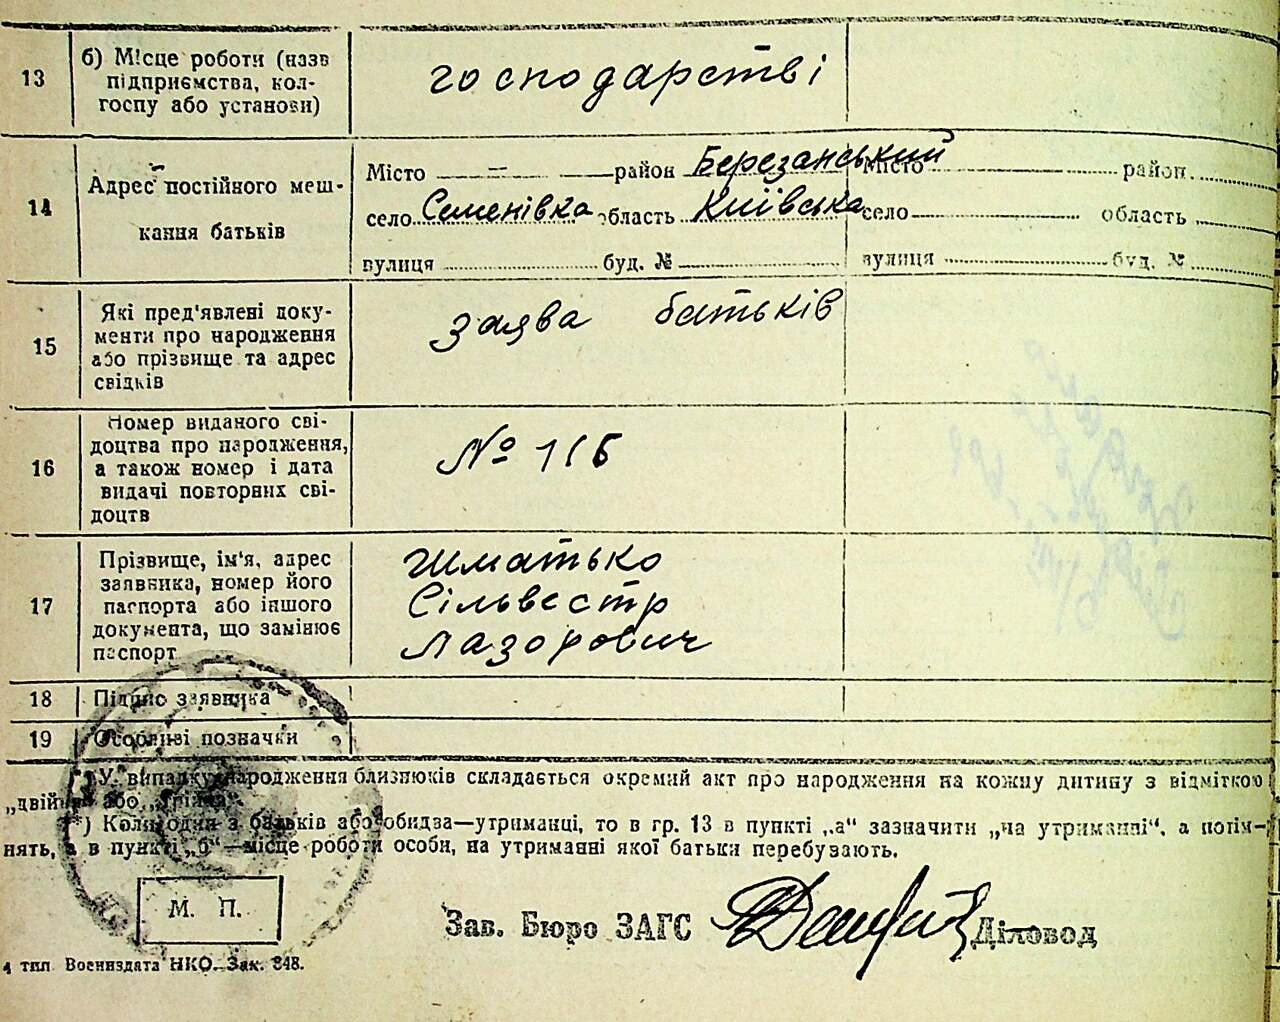 13
б) Місце роботи (назв
підприємства, кол-
госпу або установи)
господарстві
14
Адрес постійного меш-
кання батьків
Місто — район Березанський Місто район
село Семенівка область Київська село область
вулиця буд. № вулиця буд. №
15
Які пред'явлені доку-
менти про народження
або прізвище та адрес
свідків
заява батьків
16
Номер виданого сві-
доцтва про народження,
а також номер і дата
видачі повторних сві-
доцтв
№ 116
17
Прізвище, ім'я, адрес
заявника, номер його
паспорта або іншого
документа, що замінює
паспорт
Шматько
Сільвестр
Лазорович
18 Підпис заявника
19 Особливі позначки
У випадку народження близнюків складається окремий акт про народження на кожну дитину з відміткою
„двійня“ або „трійня“.
*) Коли один з батьків або обидва—утриманці, то в гр. 13 в пункті „а“ зазначити „на утриманні“, а потім-
нять, а в пункті „б“—місце роботи особи, на утриманні якої батьки перебувають.
М. П.
Зав. Бюро ЗАГС Діловод
4 тип Воениздата НКО. Зак. 348.